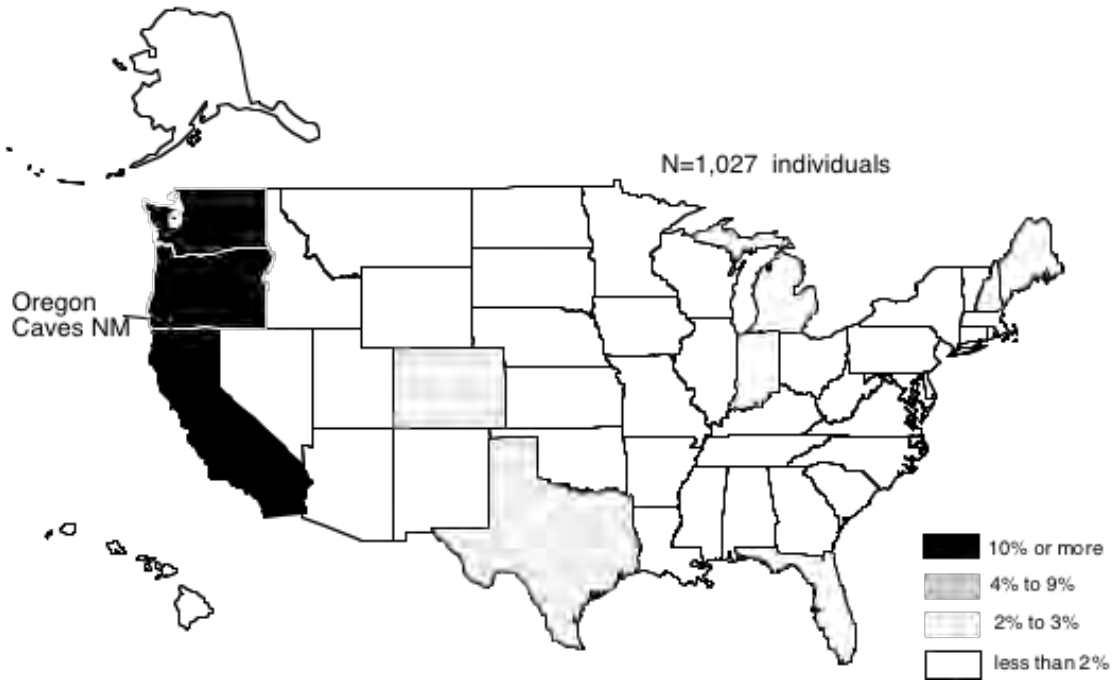 N=1,027 individuals
Oregon
Caves NM
10% or more
4% to 9%
2% to 3%
less than 2%